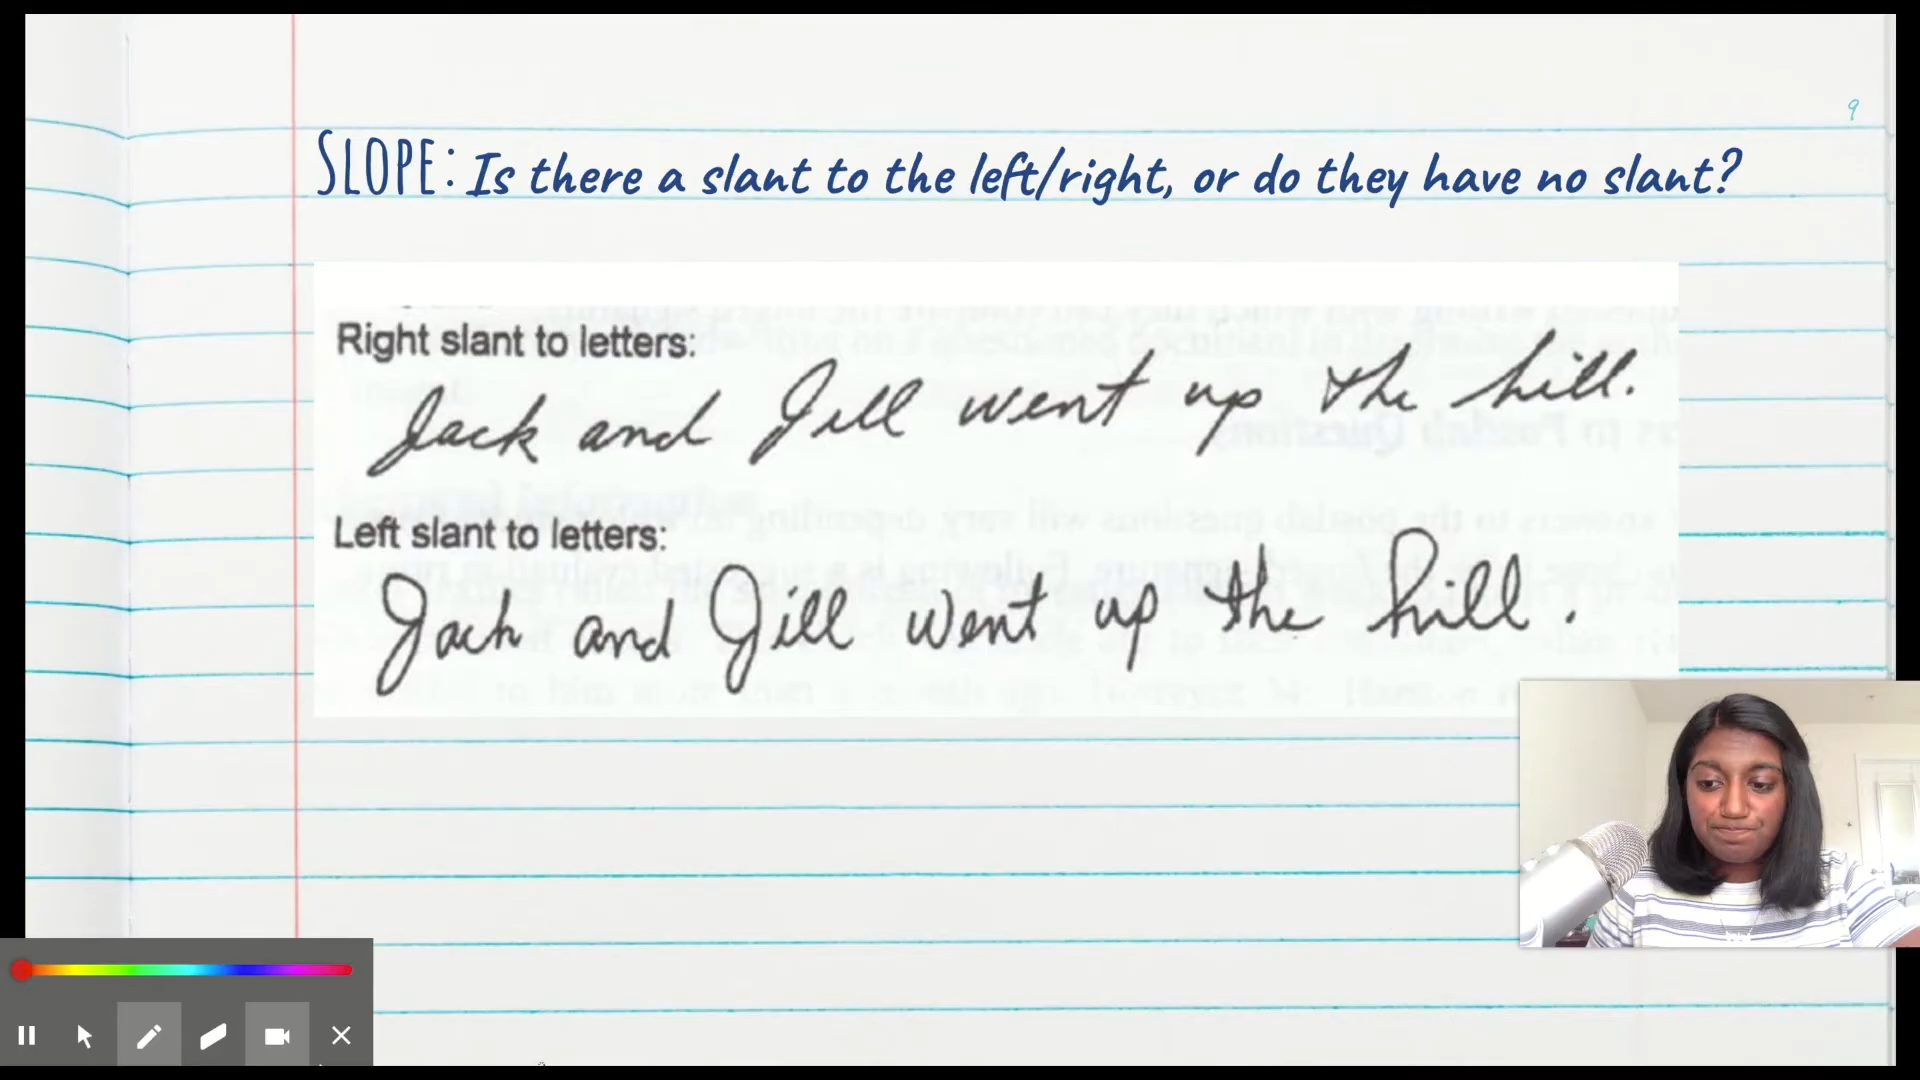 9
SLOPE: Is there a slant to the left/right, or do they have no slant?
Right slant to letters:
Jack and Jill went up the hill.
Left slant to letters:
Jack and Jill went up the hill.